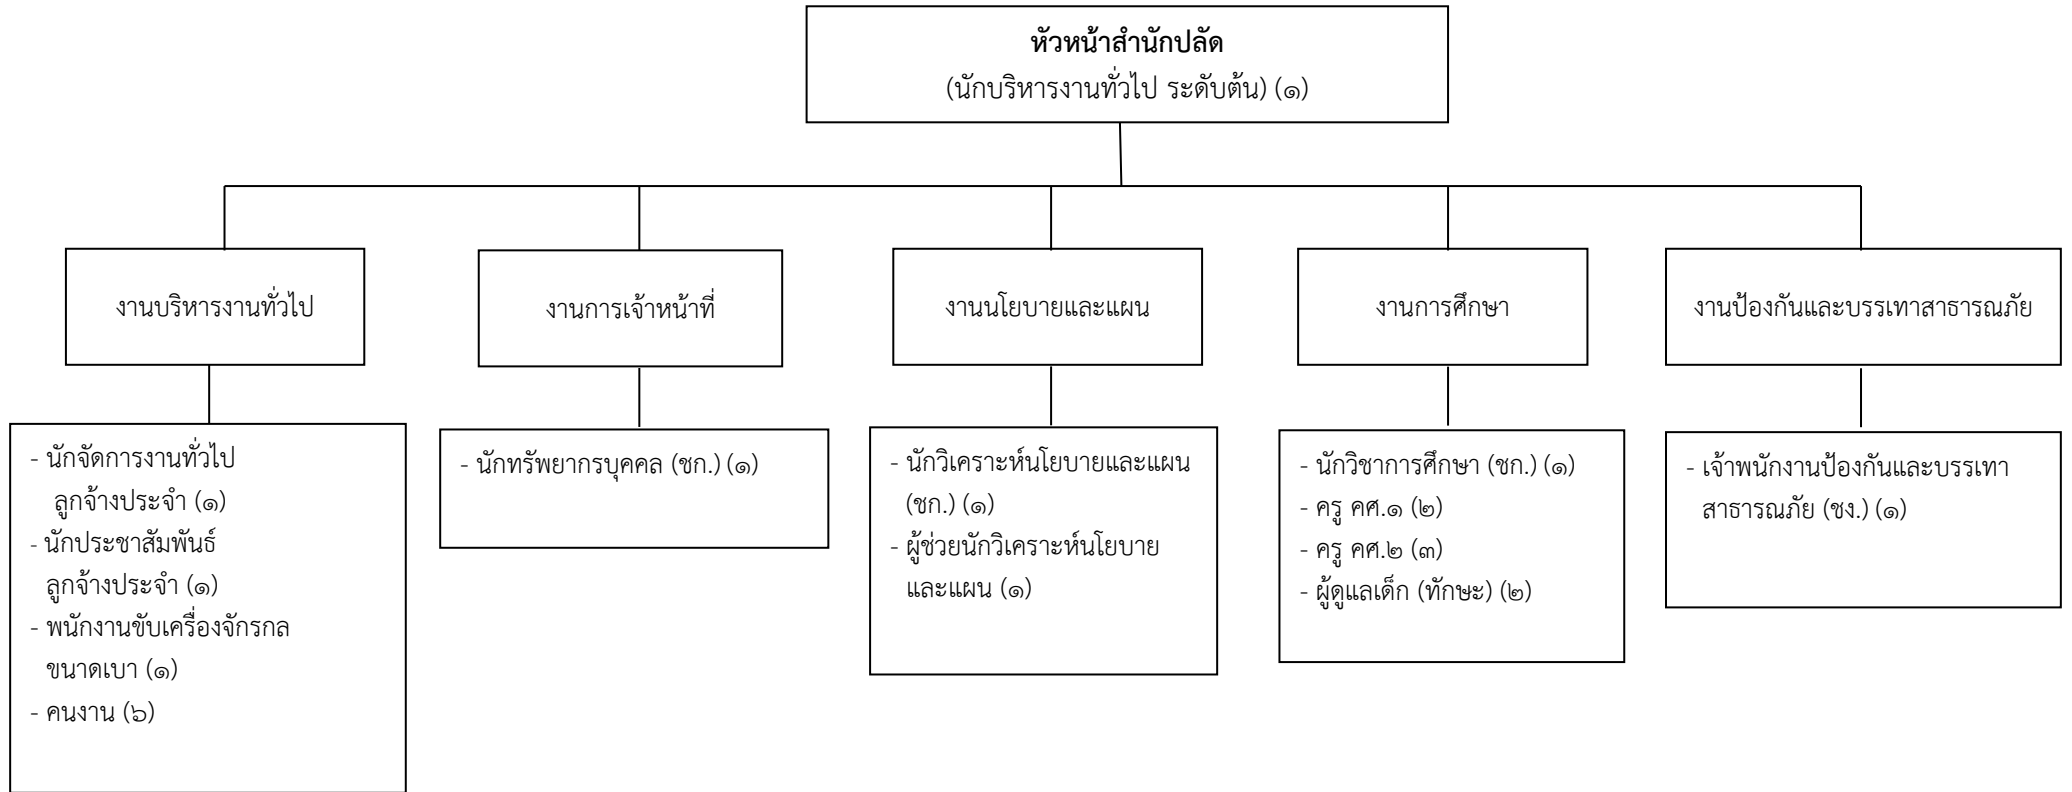 หัวหน้าสำนักปลัด
(นักบริหารงานทั่วไป ระดับต้น) (๑)
งานบริหารงานทั่วไป
งานการเจ้าหน้าที่
งานนโยบายและแผน
งานการศึกษา
งานป้องกันและบรรเทาสาธารณภัย
- นักจัดการงานทั่วไป
ลูกจ้างประจำ (๑)
- นักประชาสัมพันธ์
ลูกจ้างประจำ (๑)
- พนักงานขับเครื่องจักรกล
ขนาดเบา (๑)
- คนงาน (๖)
- นักทรัพยากรบุคคล (ชก.) (๑)
- นักวิเคราะห์นโยบายและแผน
(ชก.) (๑)
- ผู้ช่วยนักวิเคราะห์นโยบาย
และแผน (๑)
- นักวิชาการศึกษา (ชก.) (๑)
- ครู คศ.๑ (๒)
- ครู คศ.๒ (๓)
- ผู้ดูแลเด็ก (ทักษะ) (๒)
- เจ้าพนักงานป้องกันและบรรเทา
สาธารณภัย (ชง.) (๑)